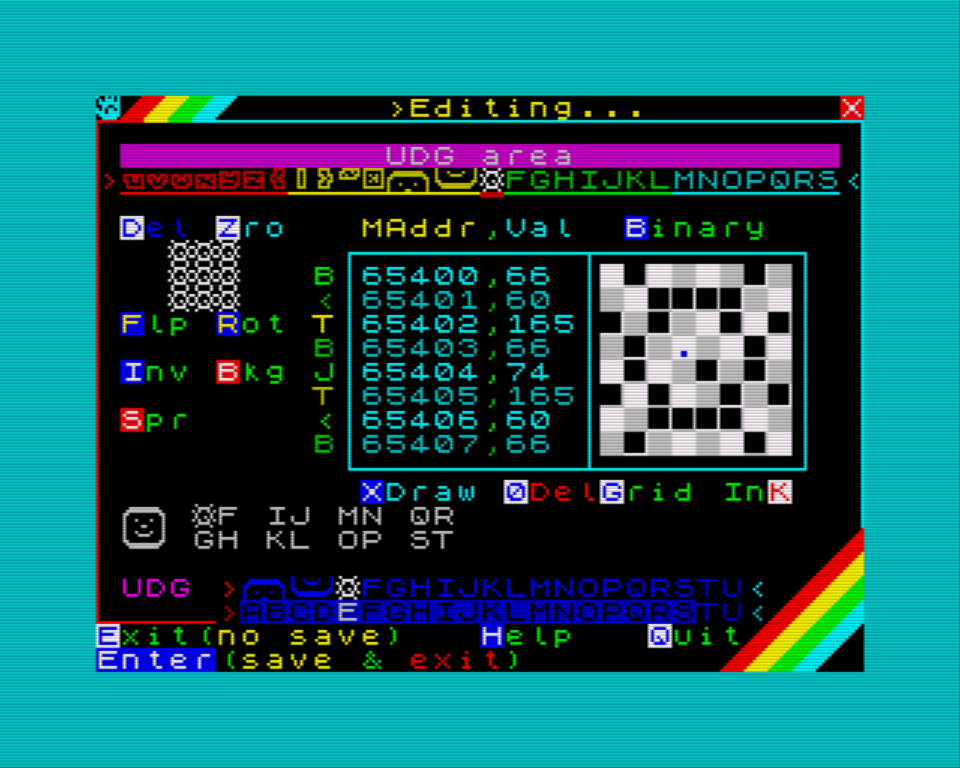 >Editing... X
UDG area
> FGHIJKLMNOPQRS <
Del Zro MAddr,Val Binary
B 65400,66
< 65401,60
Flp Rot T 65402,165
B 65403,66
Inv Bkg J 65404,74
T 65405,165
Spr < 65406,60
B 65407,66
XDraw 0DelGrid InK
F IJ MN QR
GH KL OP ST
UDG > FGHIJKLMNOPQRSTU <
>ABCDEFGHIJKLMNOPQRSTU <
Exit(no save) Help Quit
Enter(save & exit)